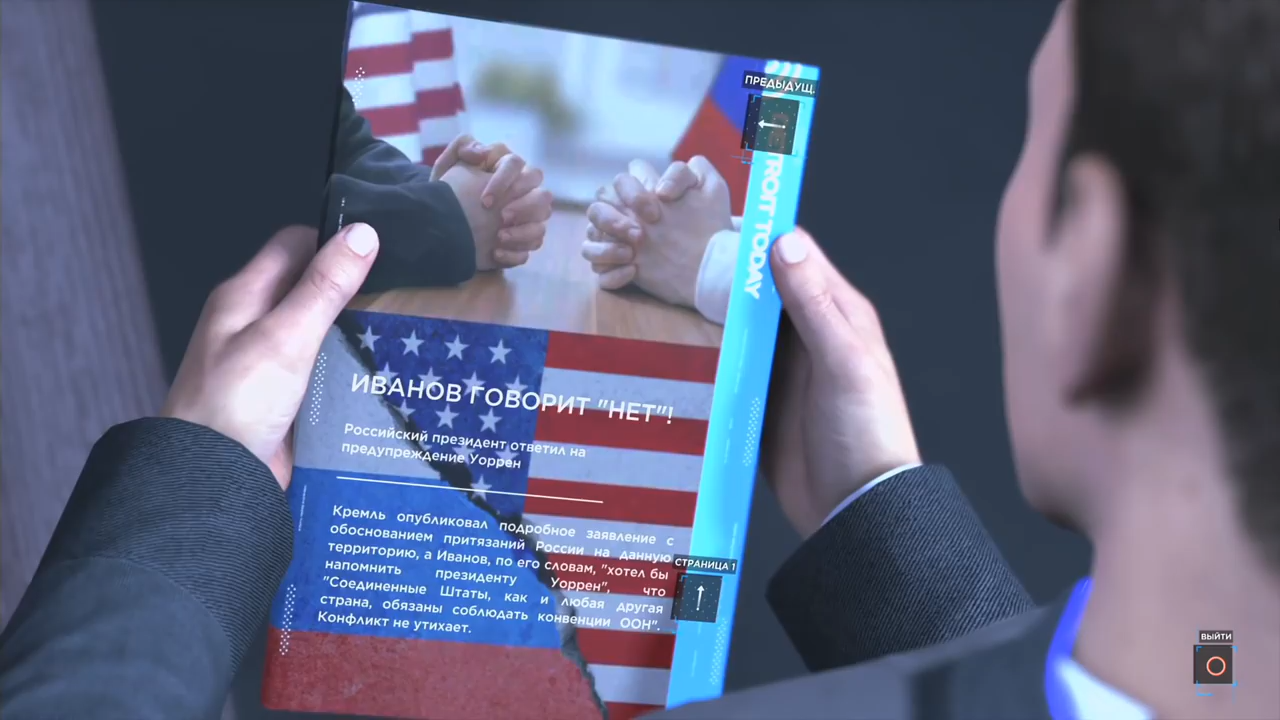 ПРЕДЫДУЩ.
TROIT TODAY
ИВАНОВ ГОВОРИТ "НЕТ"!
Российский президент ответил на
предупреждение Уоррен
Кремль опубликовал подробное заявление с
обоснованием притязаний России на данную
территорию, а Иванов, по его словам, "хотел бы
напомнить президенту Уоррен", что
"Соединенные Штаты, как и любая другая
страна, обязаны соблюдать конвенции ООН".
Конфликт не утихает.
СТРАНИЦА 1
ВЫЙТИ